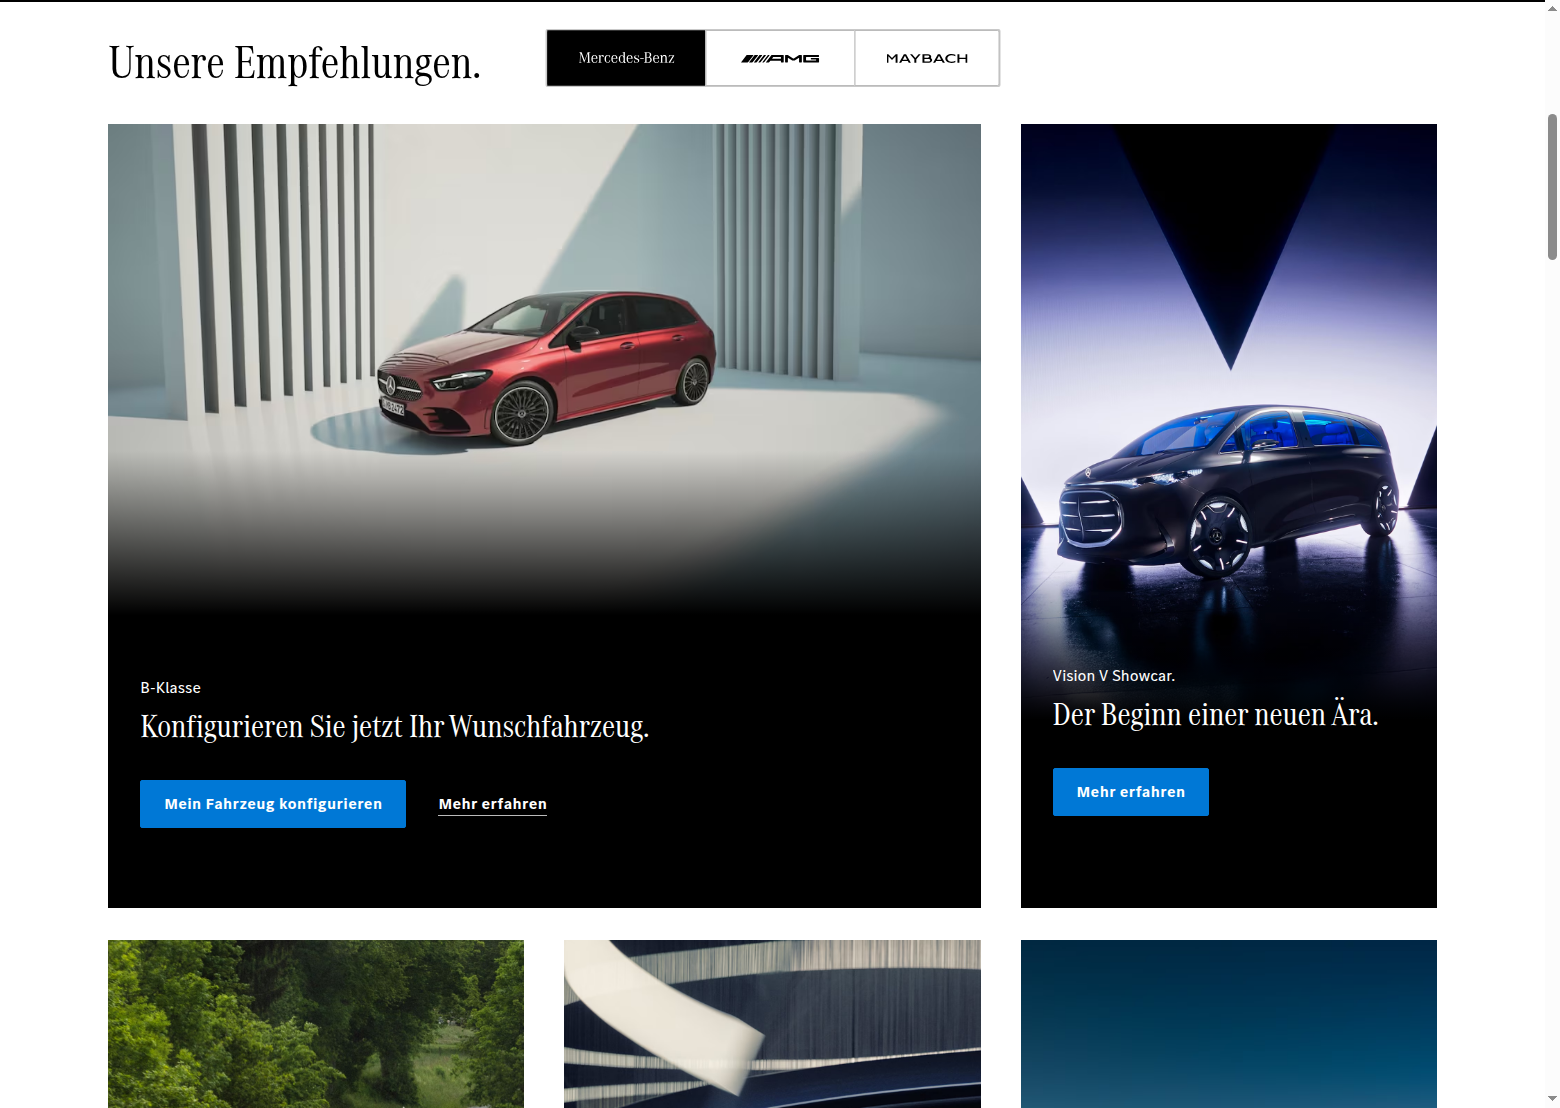 Unsere Empfehlungen.
Mercedes-Benz
AMG
MAYBACH
B-Klasse
Konfigurieren Sie jetzt Ihr Wunschfahrzeug.
Mein Fahrzeug konfigurieren
Mehr erfahren
Vision V Showcar.
Der Beginn einer neuen Ära.
Mehr erfahren